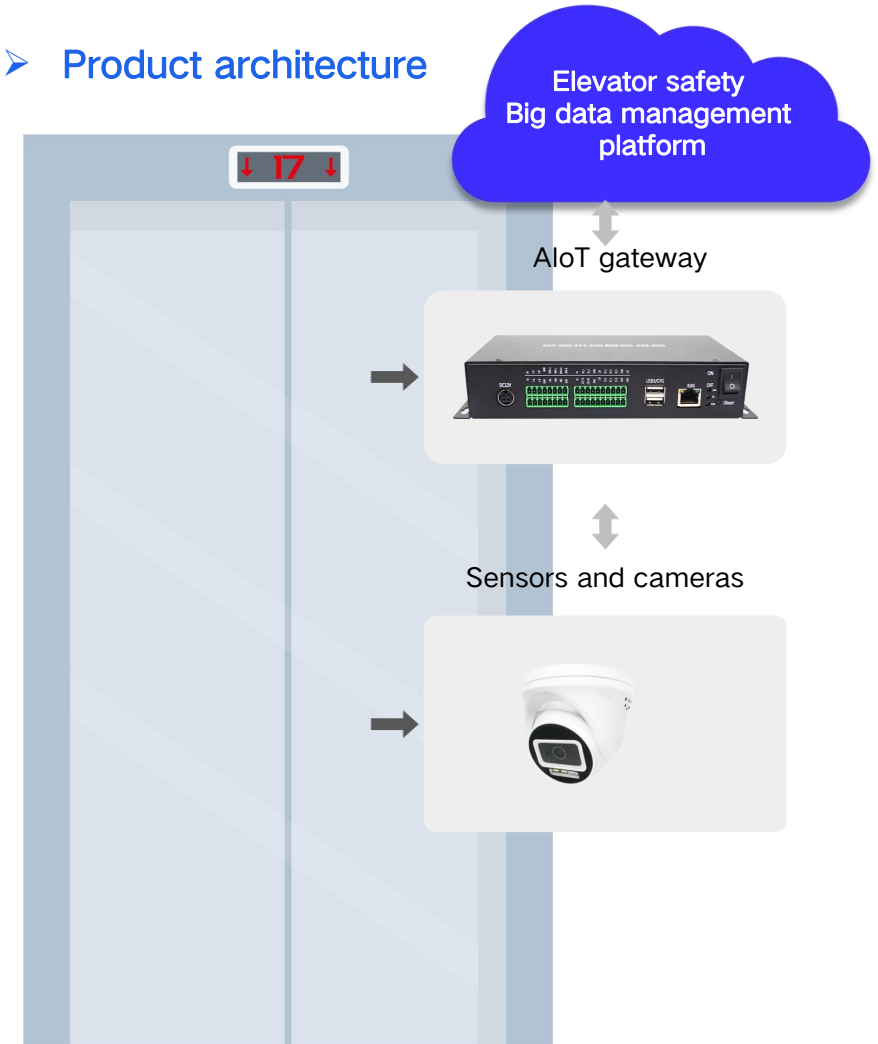 Product architecture
Elevator safety
Big data management
platform
17
AIoT gateway
DC12V
USB3/OTG
RJ45
ON
OFF
Sensors and cameras